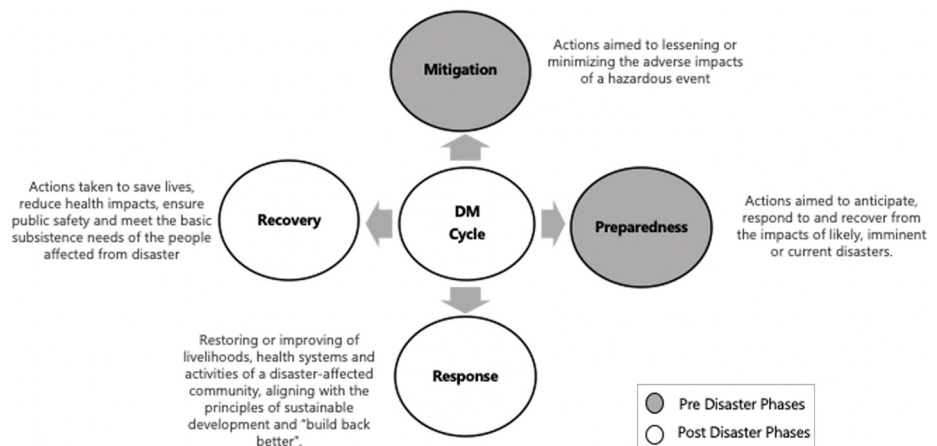 Mitigation
Actions aimed to lessening or
minimizing the adverse impacts
of a hazardous event
Actions taken to save lives,
reduce health impacts, ensure
public safety and meet the basic
subsistence needs of the people
affected from disaster
Recovery
DM
Cycle
Preparedness
Actions aimed to anticipate,
respond to and recover from
the impacts of likely, imminent
or current disasters.
Restoring or improving of
livelihoods, health systems and
activities of a disaster-affected
community, aligning with the
principles of sustainable
development and “build back
better”.
Response
Pre Disaster Phases
Post Disaster Phases